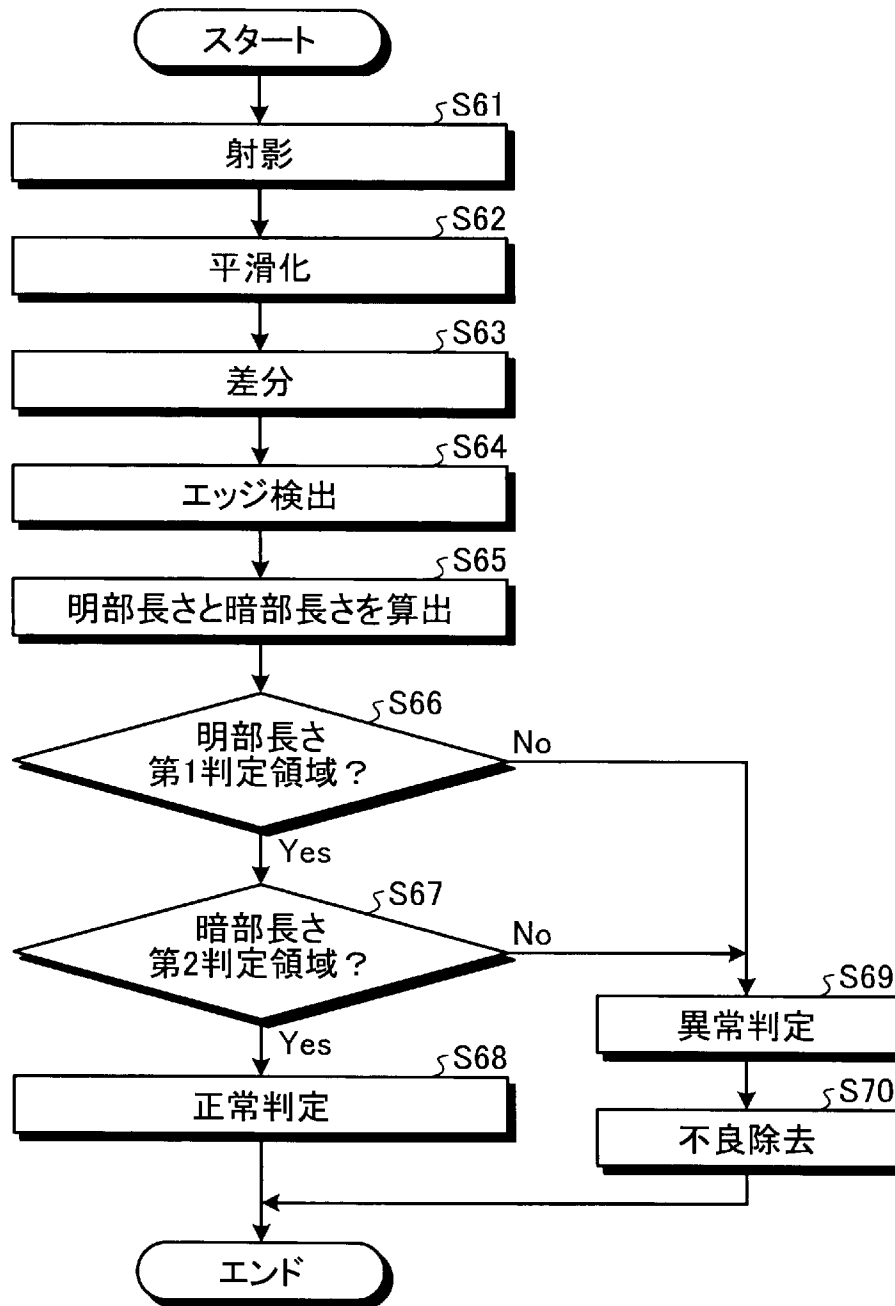 スタート
S61
射影
S62
平滑化
S63
差分
S64
エッジ検出
S65
明部長さと暗部長さを算出
S66
明部長さ
第1判定領域？
No
Yes
S67
暗部長さ
第2判定領域？
No
Yes
S68
正常判定
S69
異常判定
S70
不良除去
エンド